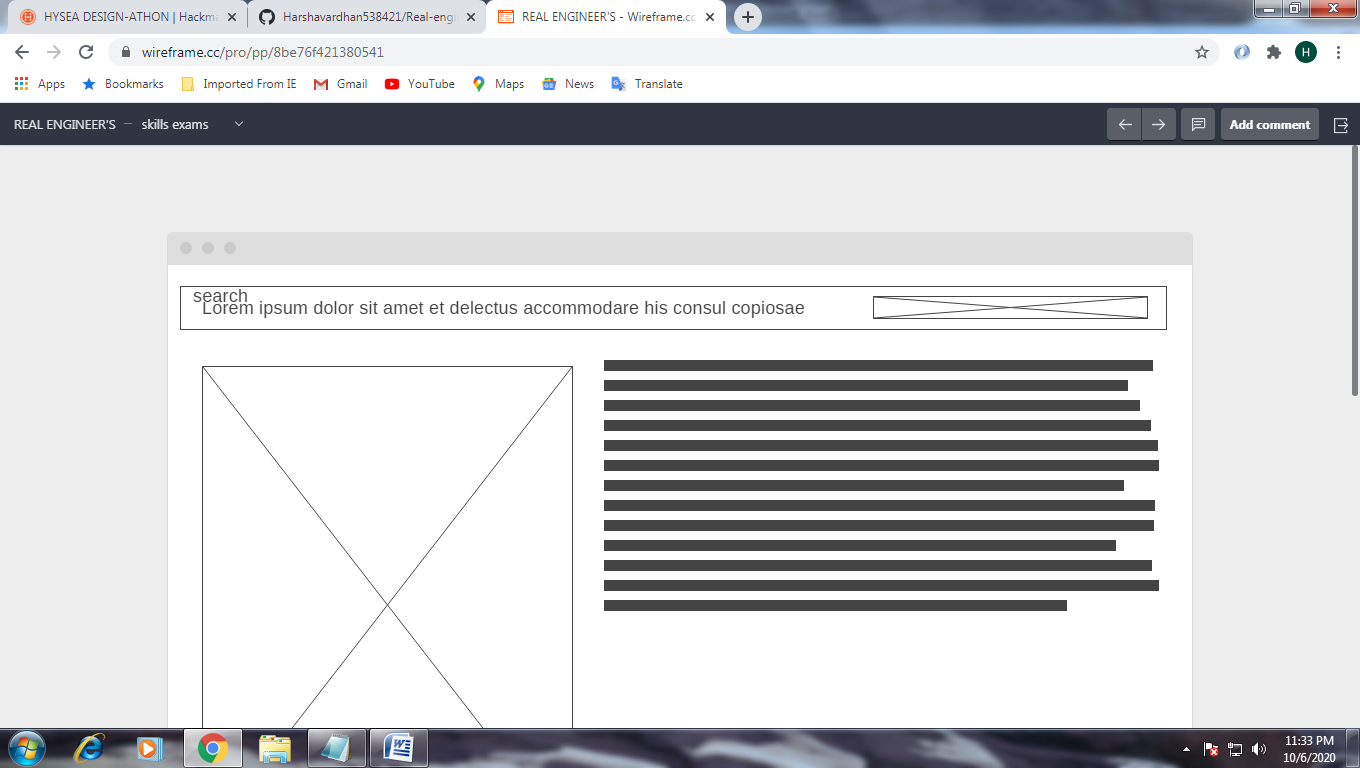 HYSEA DESIGN-ATHON | Hackma
Harshavardhan538421/Real-engi
REAL ENGINEER'S - Wireframe.cc
wireframe.cc/pro/pp/8be76f421380541
H
Apps
Bookmarks
Imported From IE
Gmail
YouTube
Maps
News
Translate
REAL ENGINEER'S — skills exams
Add comment
search
Lorem ipsum dolor sit amet et delectus accommodare his consul copiosae
11:33 PM
10/6/2020